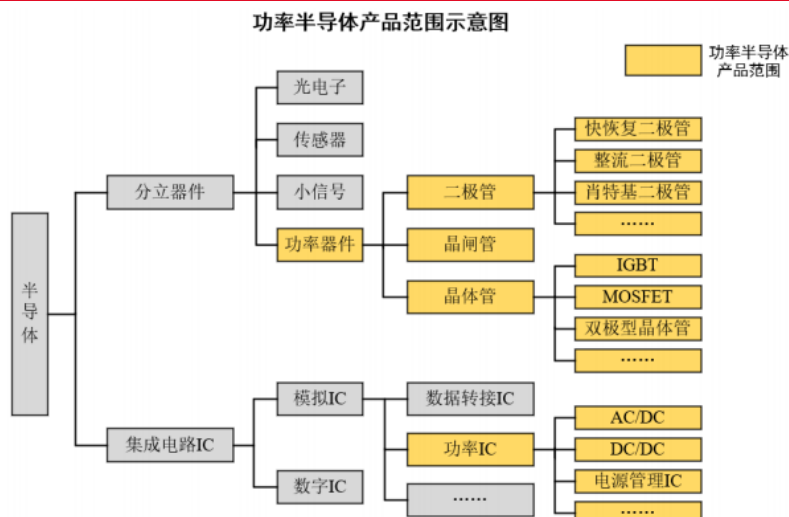 功率半导体产品范围示意图
功率半导体
产品范围
光电子
传感器
小信号
功率器件
分立器件
二极管
晶闸管
晶体管
快恢复二极管
整流二极管
肖特基二极管
……
IGBT
MOSFET
双极型晶体管
……
半
导
体
集成电路IC
模拟IC
数字IC
数据转接IC
功率IC
……
AC/DC
DC/DC
电源管理IC
……